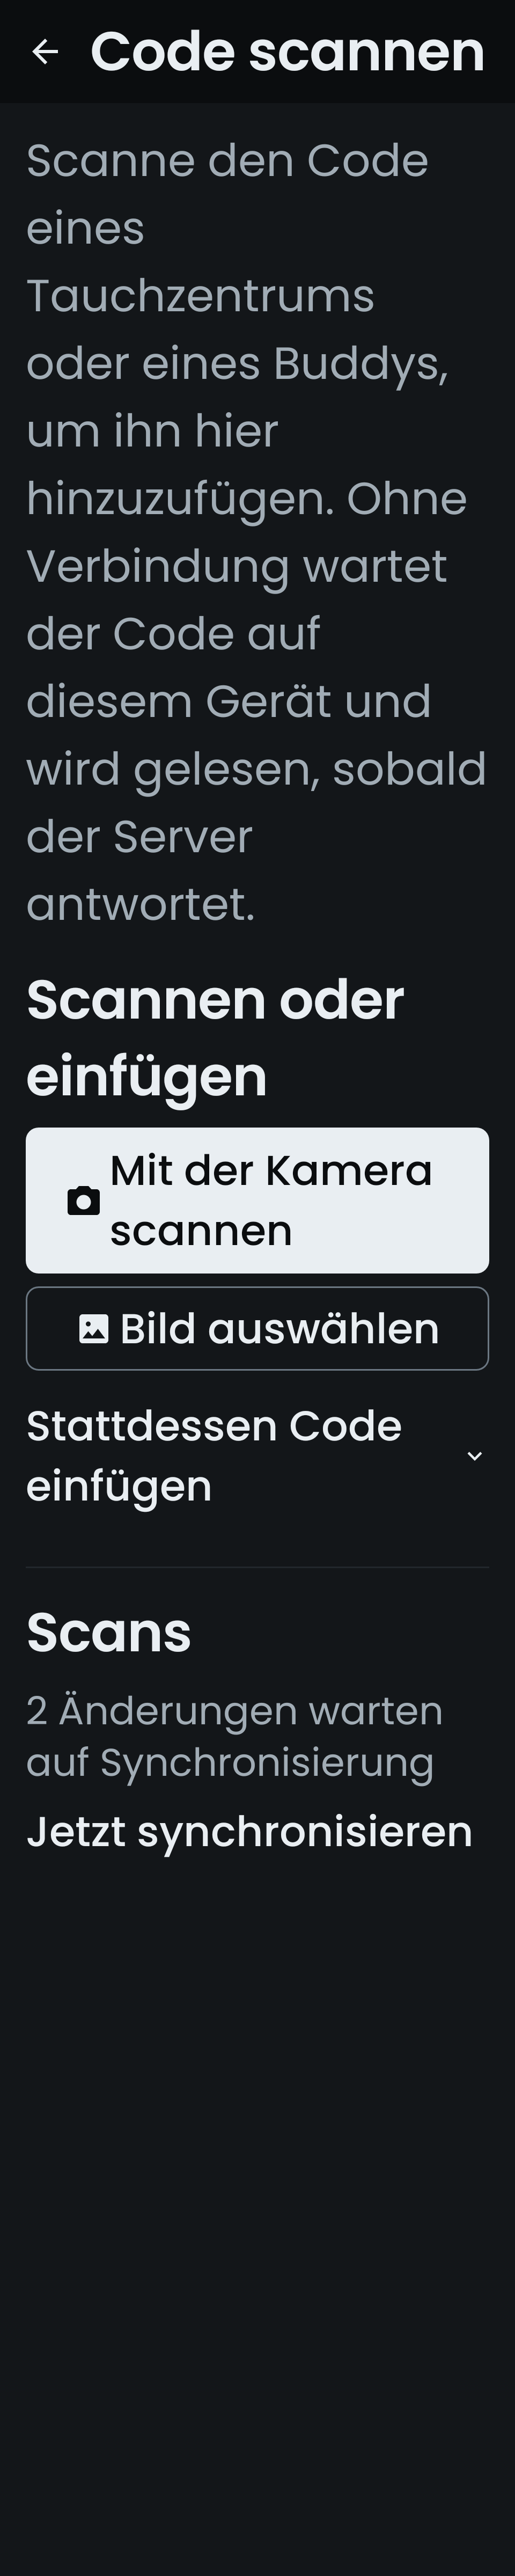 Code scannen
Scanne den Code
eines
Tauchzentrums
oder eines Buddys,
um ihn hier
hinzuzufügen. Ohne
Verbindung wartet
der Code auf
diesem Gerät und
wird gelesen, sobald
der Server
antwortet.
Scannen oder
einfügen
Mit der Kamera
scannen
Bild auswählen
Stattdessen Code
einfügen
Scans
2 Änderungen warten
auf Synchronisierung
Jetzt synchronisieren